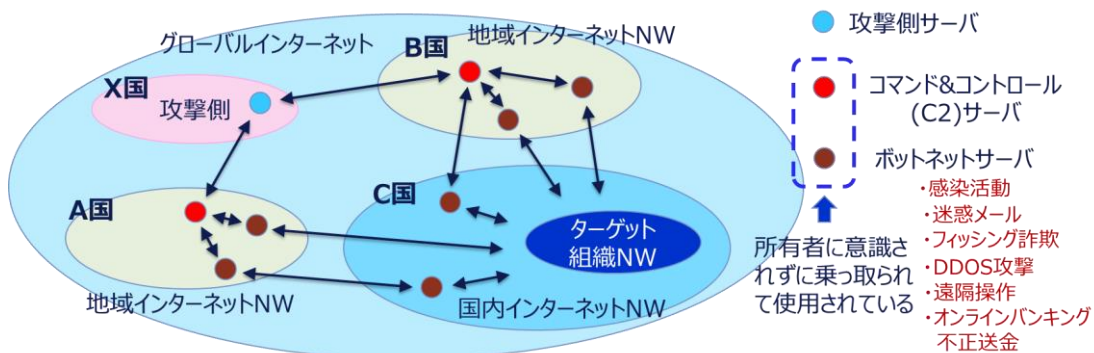 グローバルインターネット
地域インターネットNW
B国
X国
攻撃側
C国
A国
ターゲット
組織NW
地域インターネットNW
国内インターネットNW
攻撃側サーバ
コマンド&コントロール
(C2)サーバ
ボットネットサーバ
所有者に意識さ
れずに乗っ取られ
て使用されている
・感染活動
・迷惑メール
・フィッシング詐欺
・DDOS攻撃
・遠隔操作
・オンラインバンキング
不正送金